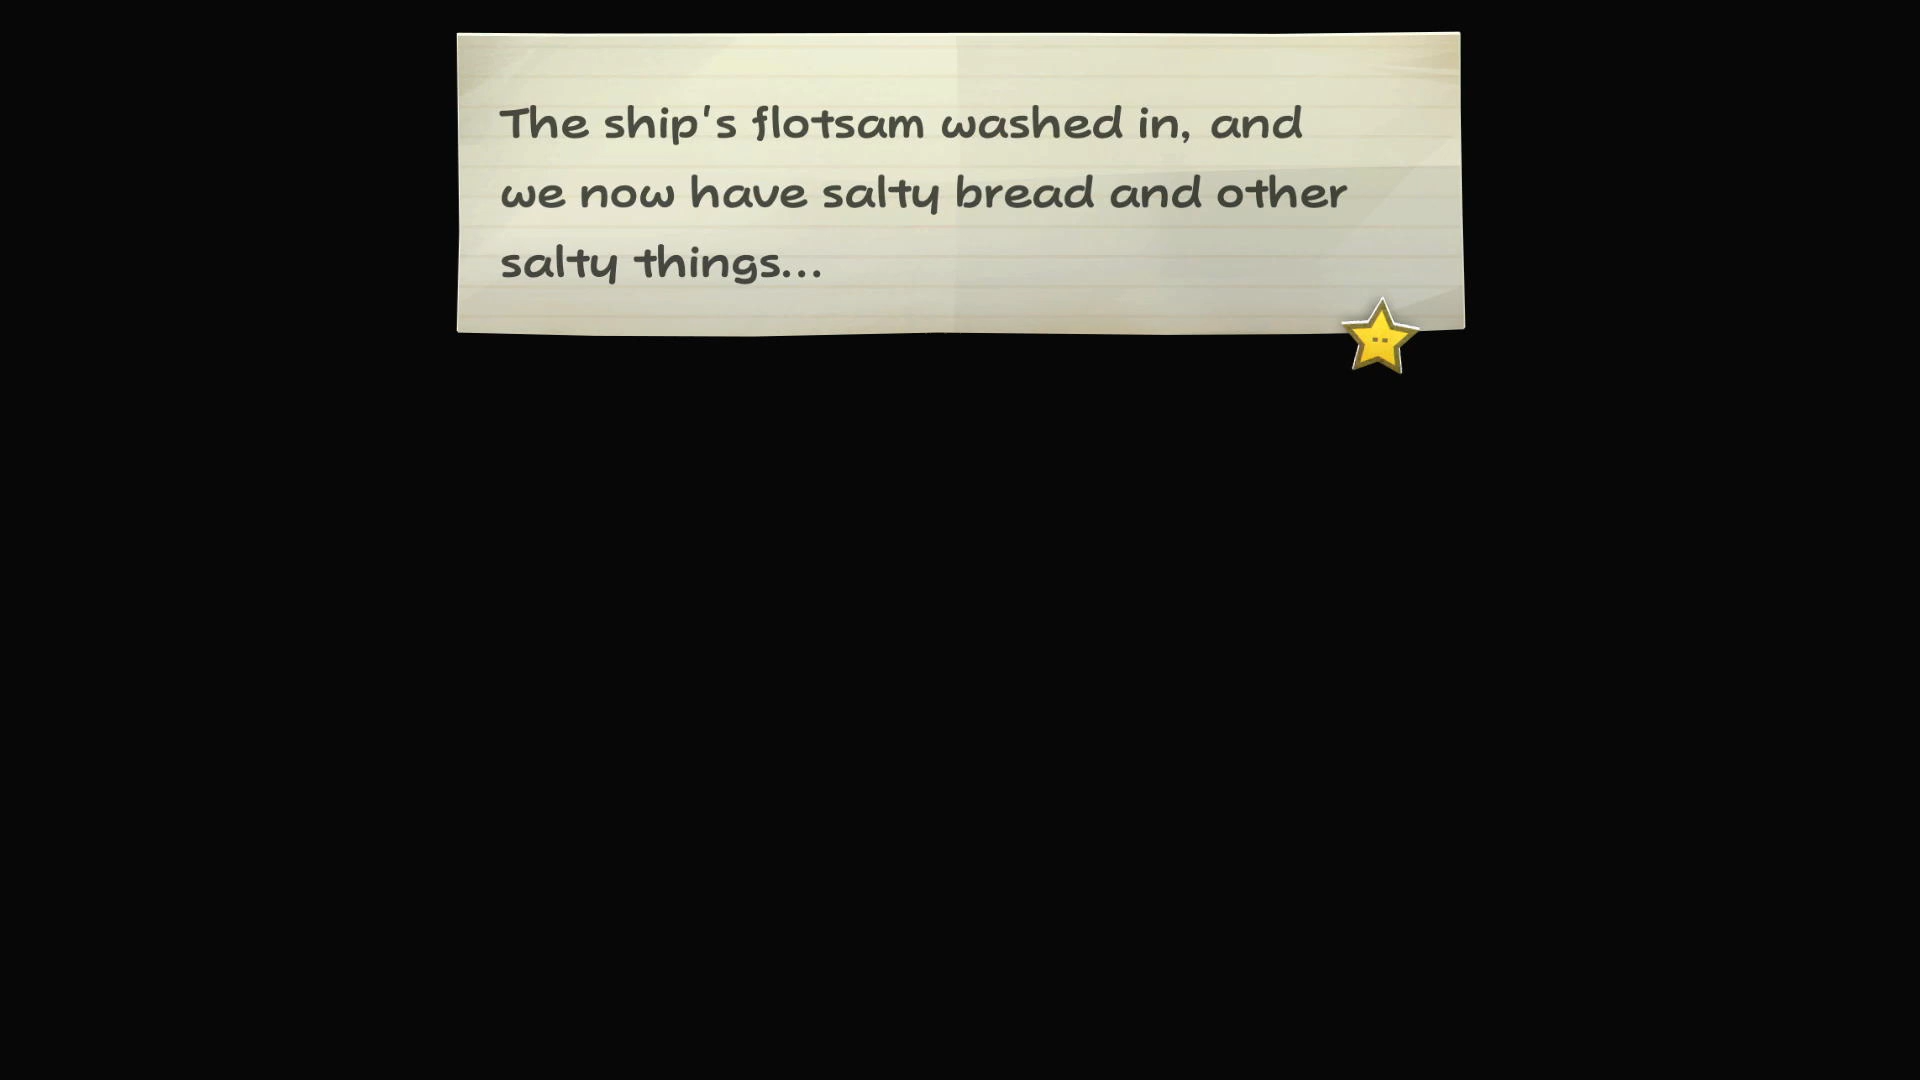 The ship's flotsam washed in, and
we now have salty bread and other
salty things...